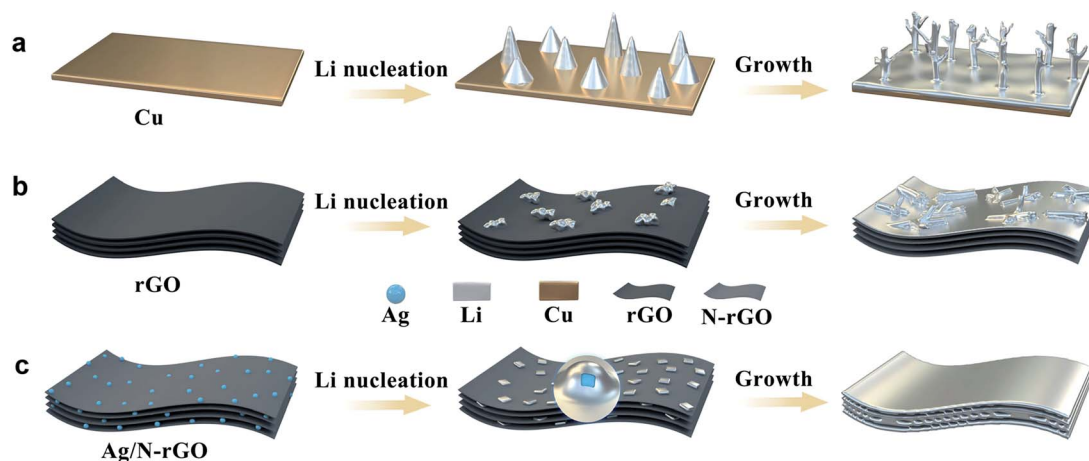 a
Cu
Li nucleation
Growth
b
rGO
Li nucleation
Growth
Ag
Li
Cu
rGO
N-rGO
c
Ag/N-rGO
Li nucleation
Growth